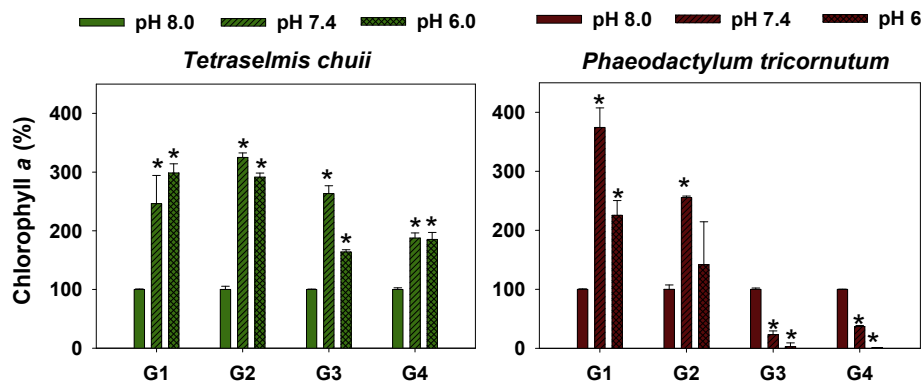 pH 8.0 pH 7.4 pH 6.0
pH 8.0 pH 7.4 pH 6
Tetraselmis chuii
Phaeodactylum tricornutum
Chlorophyll a (%)
400
300
200
100
0
* * * * * * * *
G1 G2 G3 G4
400
300
200
100
0
* * * * * * *
G1 G2 G3 G4